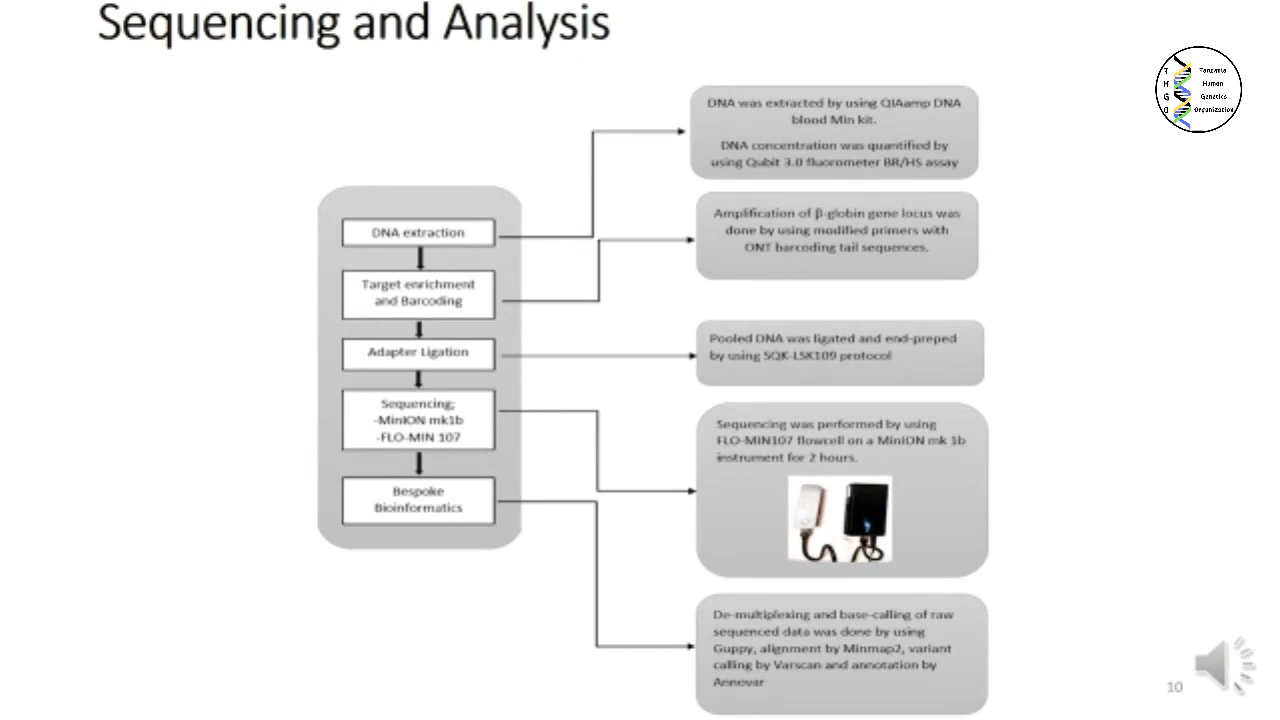 Sequencing and Analysis
T Tanzania
H Human
G Genetics
O Organization
DNA extraction
Target enrichment
and Barcoding
Adapter Ligation
Sequencing;
-MinION mk1b
-FLO-MIN 107
Bespoke
Bioinformatics
DNA was extracted by using QIAamp DNA
blood Min kit.
DNA concentration was quantified by
using Qubit 3.0 fluorometer BR/HS assay
Amplification of β-globin gene locus was
done by using modified primers with
ONT barcoding tail sequences.
Pooled DNA was ligated and end-preped
by using SQK-LSK109 protocol
Sequencing was performed by using
FLO-MIN107 flowcell on a MinION mk 1b
instrument for 2 hours.
De-multiplexing and base-calling of raw
sequenced data was done by using
Guppy, alignment by Minmap2, variant
calling by Varscan and annotation by
Annovar
10